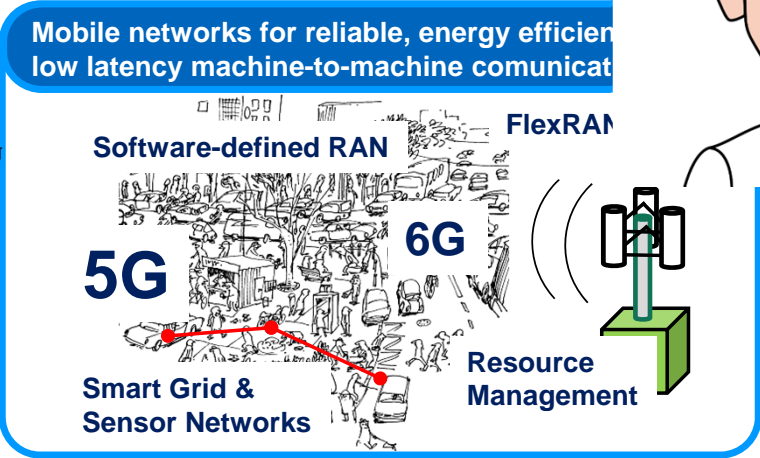 Mobile networks for reliable, energy efficien
low latency machine-to-machine comunicat
Software-defined RAN
FlexRAN
5G
6G
Smart Grid &
Sensor Networks
Resource
Management